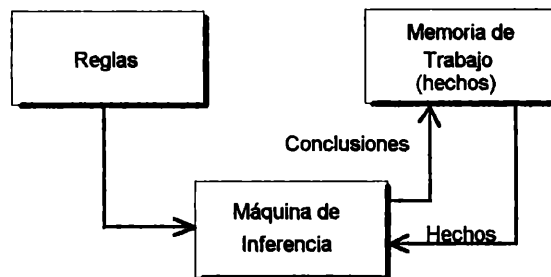 Reglas
Memoria de
Trabajo
(hechos)
Conclusiones
Máquina de
Inferencia
Hechos